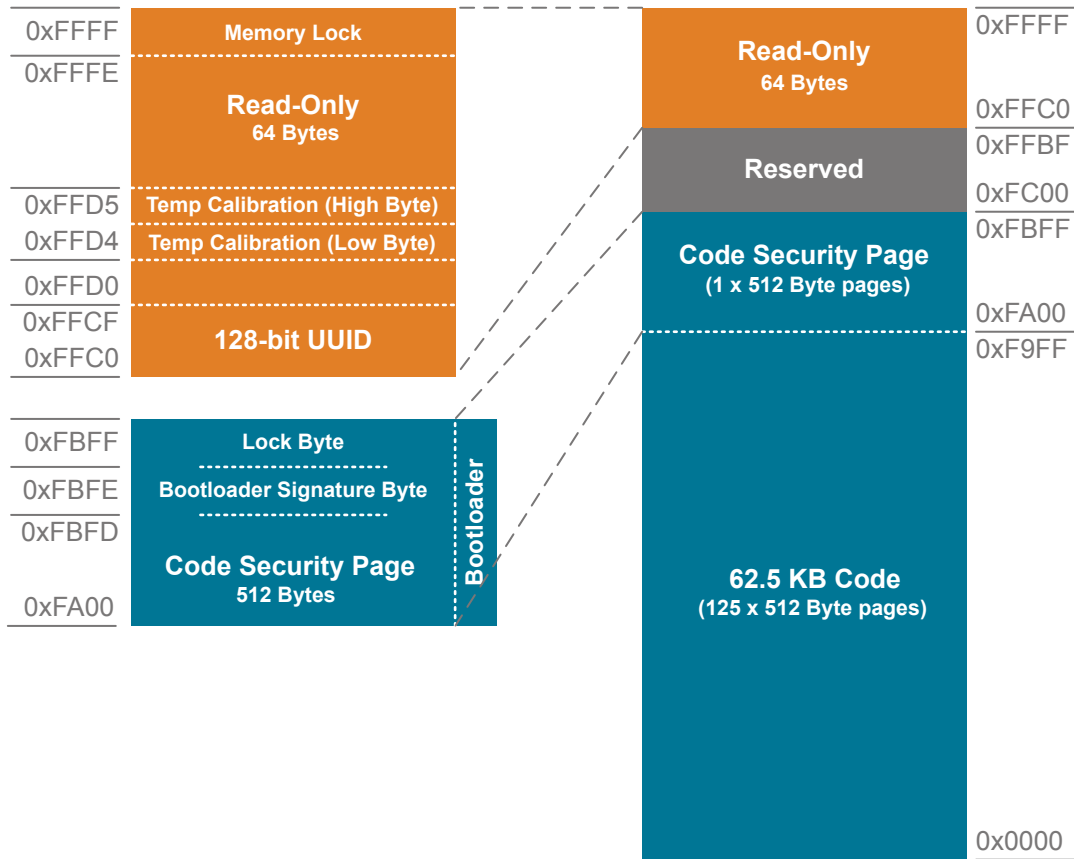 0xFFFF
Memory Lock
0xFFFE
Read-Only
64 Bytes
0xFFD5
Temp Calibration (High Byte)
0xFFD4
Temp Calibration (Low Byte)
0xFFD0
0xFFCF
128-bit UUID
0xFFC0
0xFBFF
Lock Byte
0xFBFE
Bootloader Signature Byte
0xFBFD
Code Security Page
512 Bytes
0xFA00
Bootloader
0xFFFF
Read-Only
64 Bytes
0xFFC0
0xFFBF
Reserved
0xFC00
0xFBFF
Code Security Page
(1 x 512 Byte pages)
0xFA00
0xF9FF
62.5 KB Code
(125 x 512 Byte pages)
0x0000